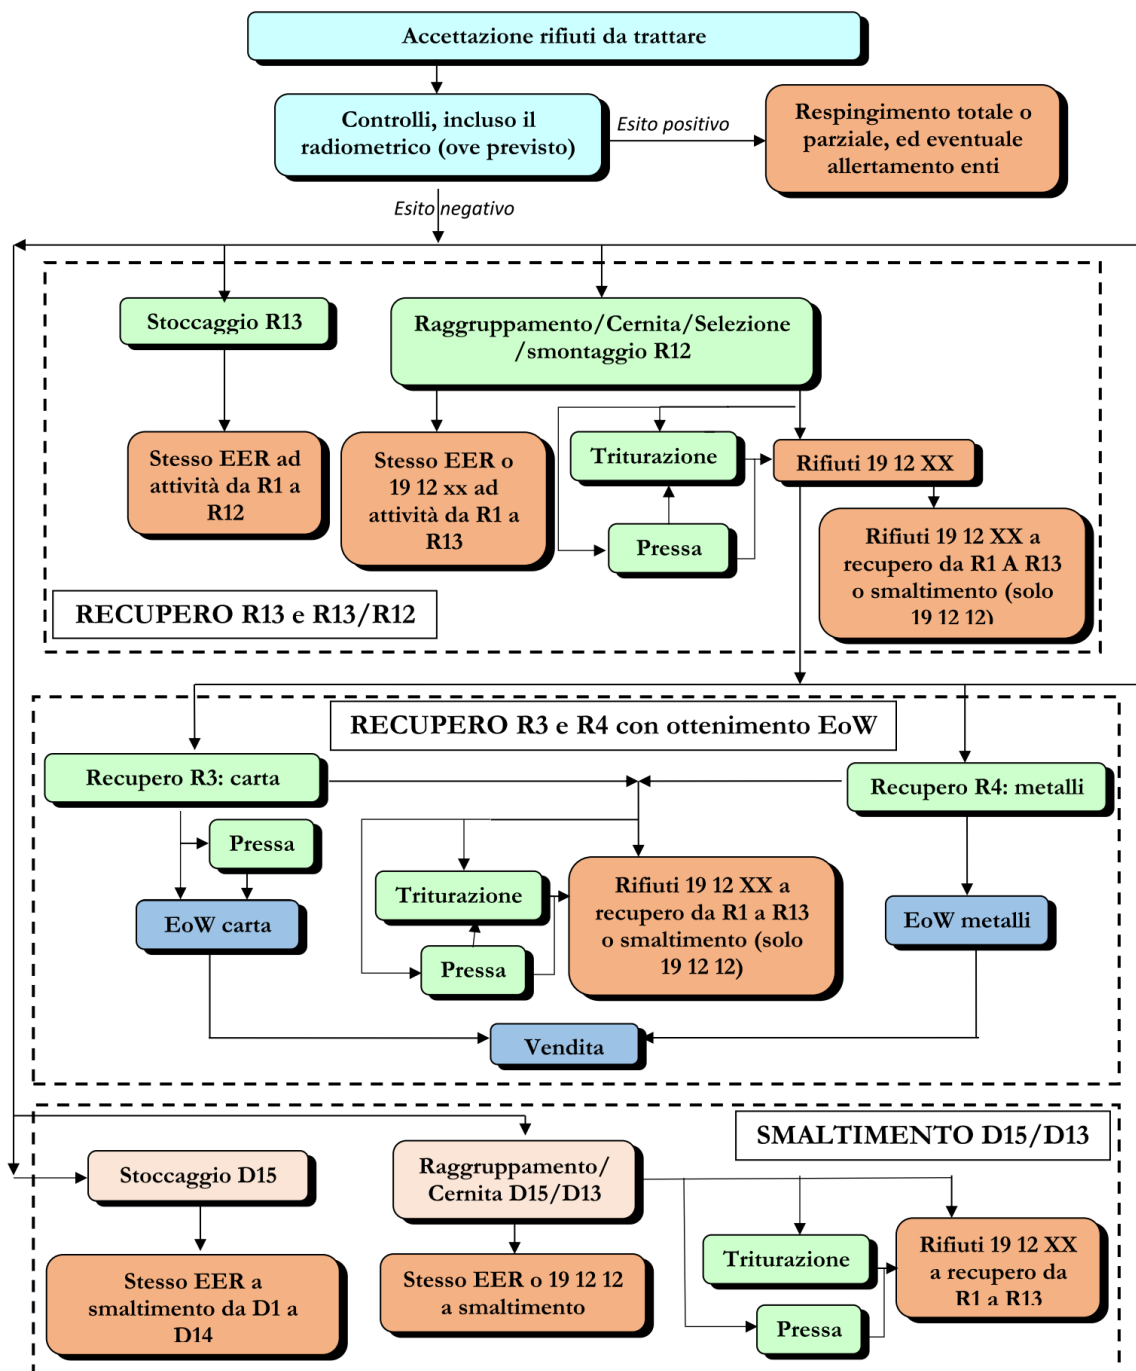 Accettazione rifiuti da trattare
Controlli, incluso il
radiometrico (ove previsto)
Esito positivo
Respingimento totale o
parziale, ed eventuale
allertamento enti
Esito negativo
Stoccaggio R13
Raggruppamento/Cernita/Selezione
/smontaggio R12
Stesso EER ad
attività da R1 a
R12
Stesso EER o
19 12 xx ad
attività da R1 a
R13
Triturazione
Pressa
Rifiuti 19 12 XX
Rifiuti 19 12 XX a
recupero da R1 A R13
o smaltimento (solo
19 12 12)
RECUPERO R13 e R13/R12
RECUPERO R3 e R4 con ottenimento EoW
Recupero R3: carta
Recupero R4: metalli
Pressa
EoW carta
Triturazione
Pressa
Rifiuti 19 12 XX a
recupero da R1 a R13
o smaltimento (solo
19 12 12)
EoW metalli
Vendita
SMALTIMENTO D15/D13
Stoccaggio D15
Raggruppamento/
Cernita D15/D13
Stesso EER a
smaltimento da D1 a
D14
Stesso EER o 19 12 12
a smaltimento
Triturazione
Pressa
Rifiuti 19 12 XX
a recupero da
R1 a R13